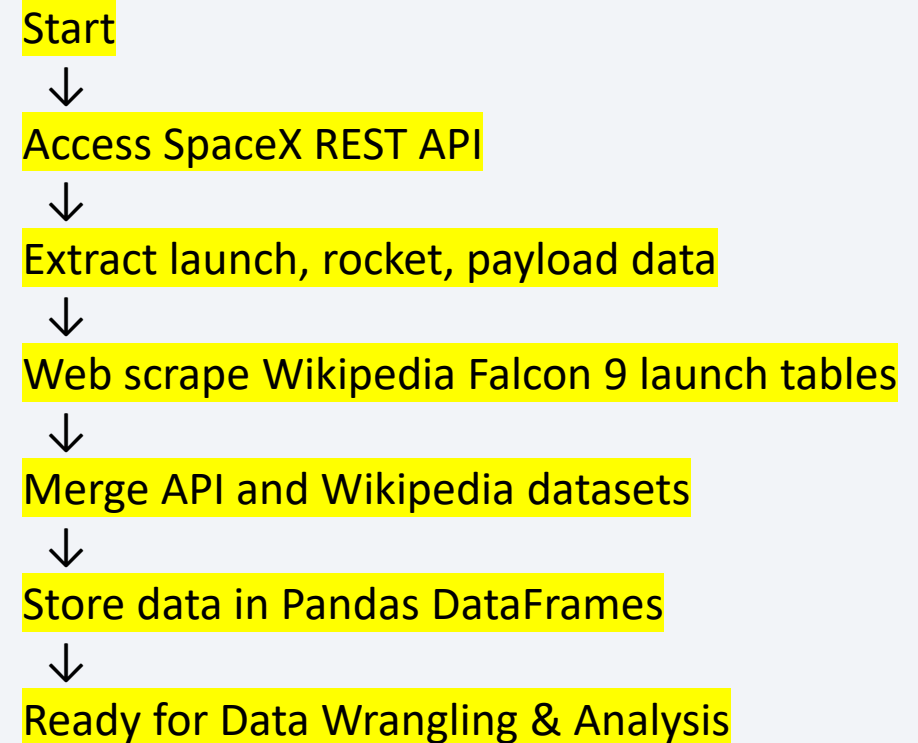 Start
↓
Access SpaceX REST API
↓
Extract launch, rocket, payload data
↓
Web scrape Wikipedia Falcon 9 launch tables
↓
Merge API and Wikipedia datasets
↓
Store data in Pandas DataFrames
↓
Ready for Data Wrangling & Analysis